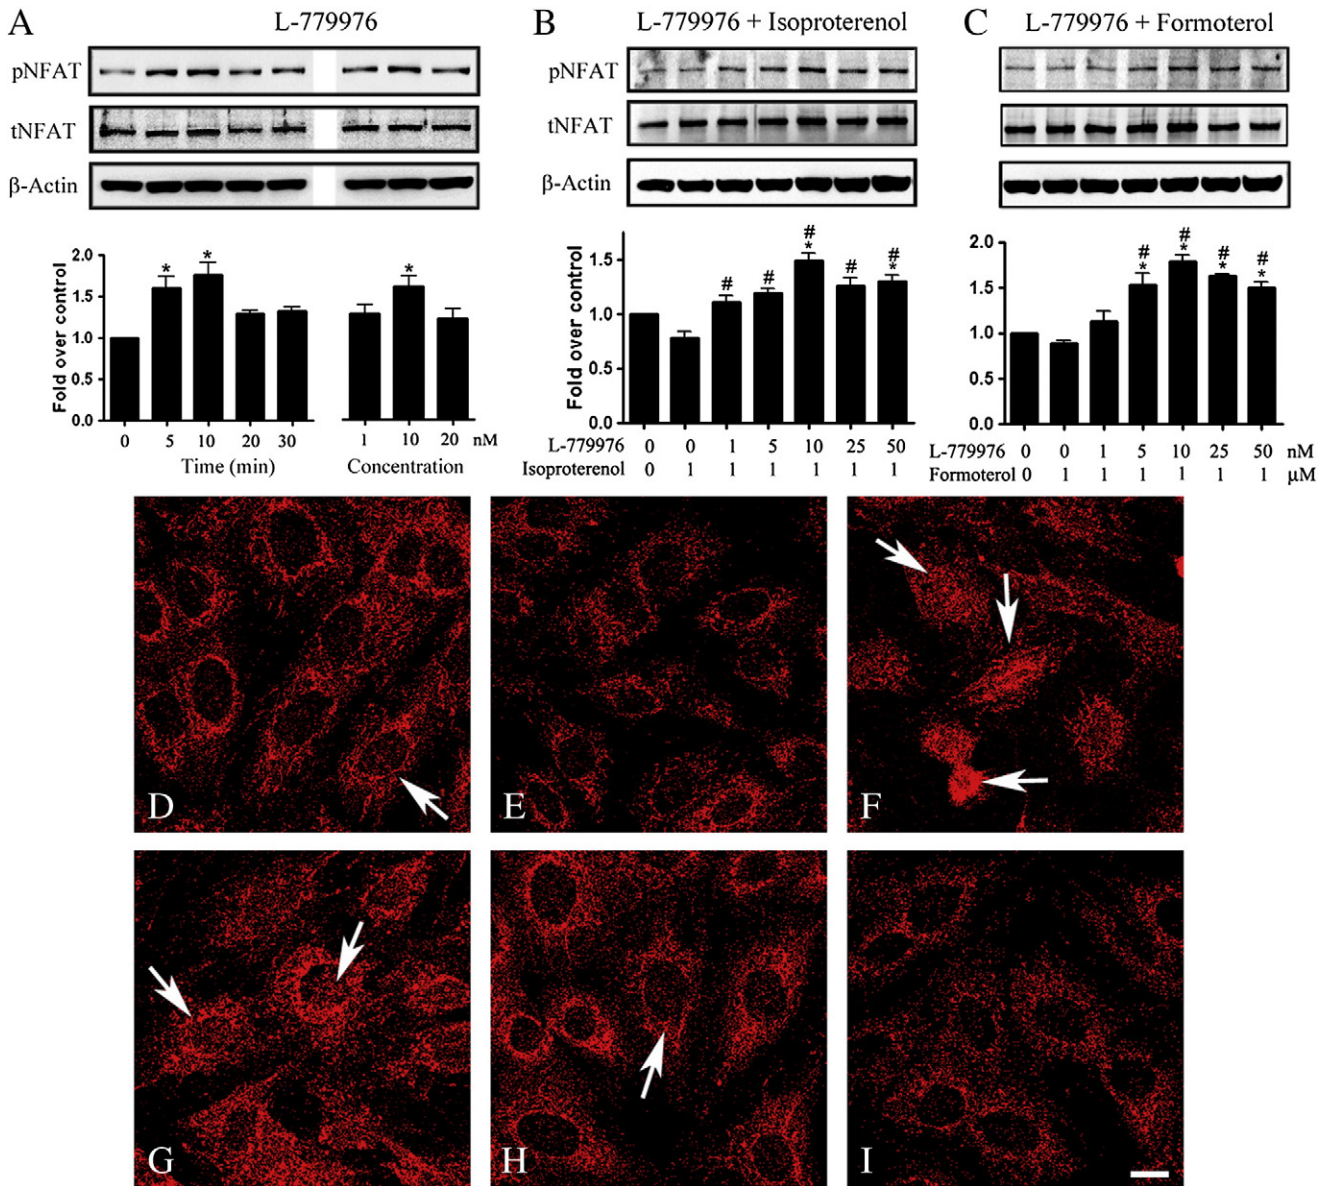 A L-779976
pNFAT
tNFAT
β-Actin
Fold over control
2.0
1.5
1.0
0.5
0.0
* * *
0 5 10 20 30 1 10 20 nM
Time (min) Concentration
B L-779976 + Isoproterenol
pNFAT
tNFAT
β-Actin
Fold over control
1.5
1.0
0.5
0.0
# # #* # #*
L-779976 0 0 1 5 10 25 50
Isoproterenol 0 1 1 1 1 1 1
C L-779976 + Formoterol
2.0
1.5
1.0
0.5
0.0
#* #* #* #*
L-779976 0 0 1 5 10 25 50 nM
Formoterol 0 1 1 1 1 1 1 μM
D E F
G H I